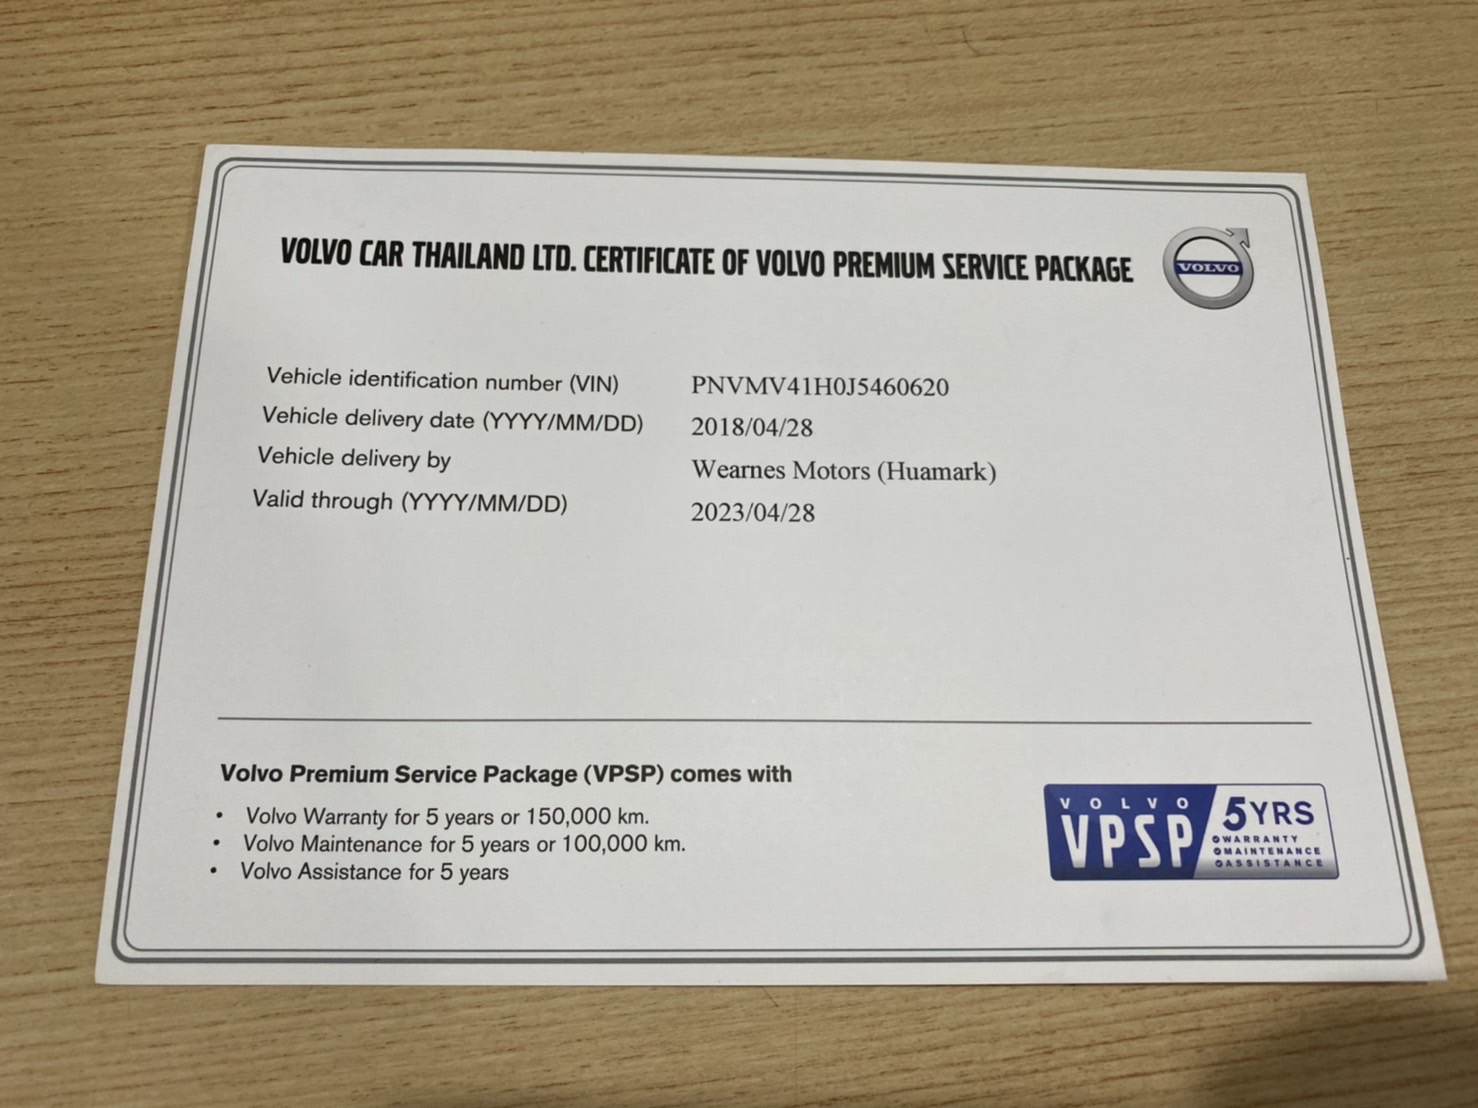 VOLVO CAR THAILAND LTD. CERTIFICATE OF VOLVO PREMIUM SERVICE PACKAGE
VOLVO
Vehicle identification number (VIN) PNVMV41H0J5460620
Vehicle delivery date (YYYY/MM/DD) 2018/04/28
Vehicle delivery by Wearnes Motors (Huamark)
Valid through (YYYY/MM/DD) 2023/04/28
Volvo Premium Service Package (VPSP) comes with
• Volvo Warranty for 5 years or 150,000 km.
• Volvo Maintenance for 5 years or 100,000 km.
• Volvo Assistance for 5 years
VOLVO
VPSP
5YRS
WARRANTY
MAINTENANCE
ASSISTANCE